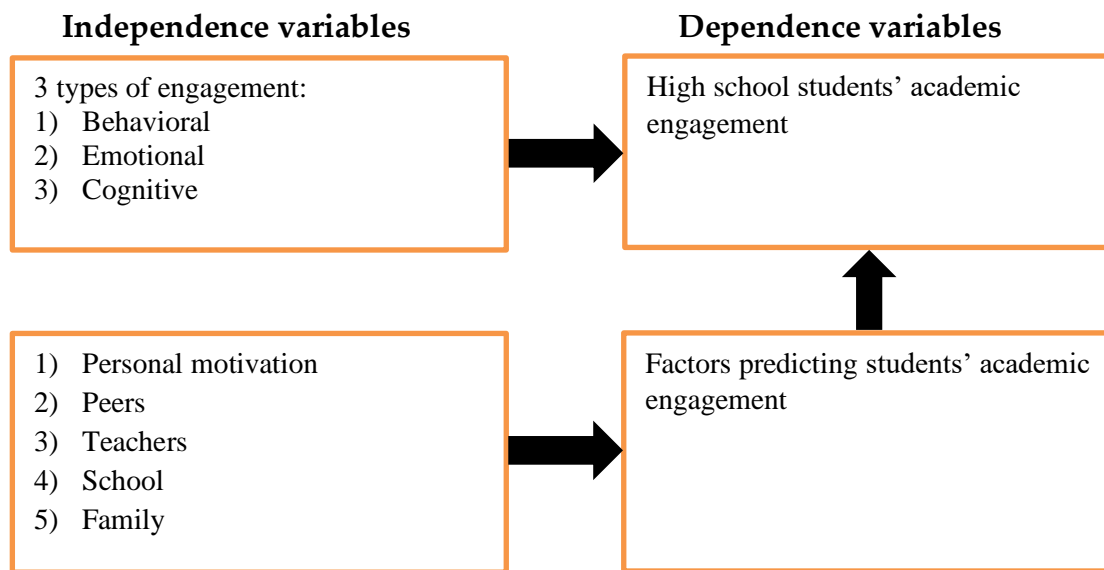 Independence variables
Dependence variables
3 types of engagement:
1) Behavioral
2) Emotional
3) Cognitive
High school students’ academic
engagement
1) Personal motivation
2) Peers
3) Teachers
4) School
5) Family
Factors predicting students’ academic
engagement